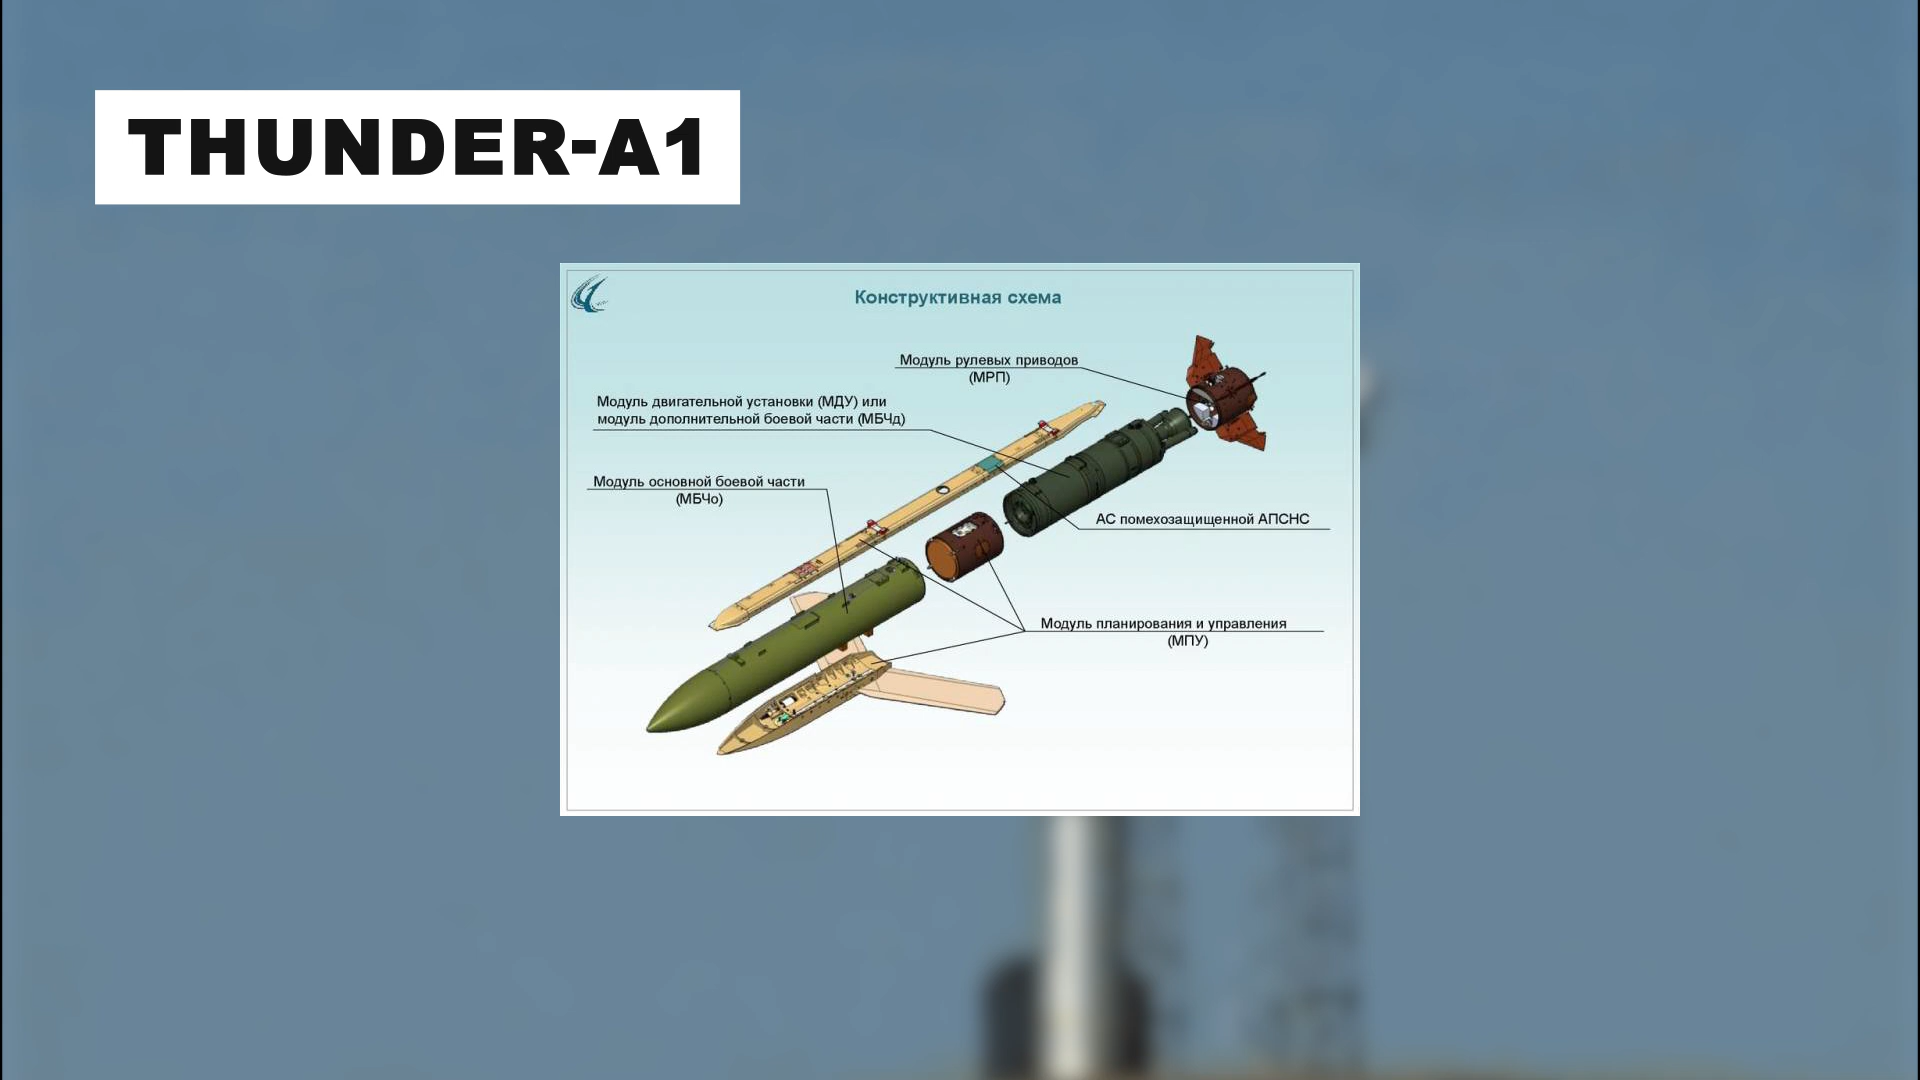 THUNDER-A1
Конструктивная схема
Модуль рулевых приводов
(МРП)
Модуль двигательной установки (МДУ) или
модуль дополнительной боевой части (МБЧд)
Модуль основной боевой части
(МБЧо)
АС помехозащищенной АПСНС
Модуль планирования и управления
(МПУ)